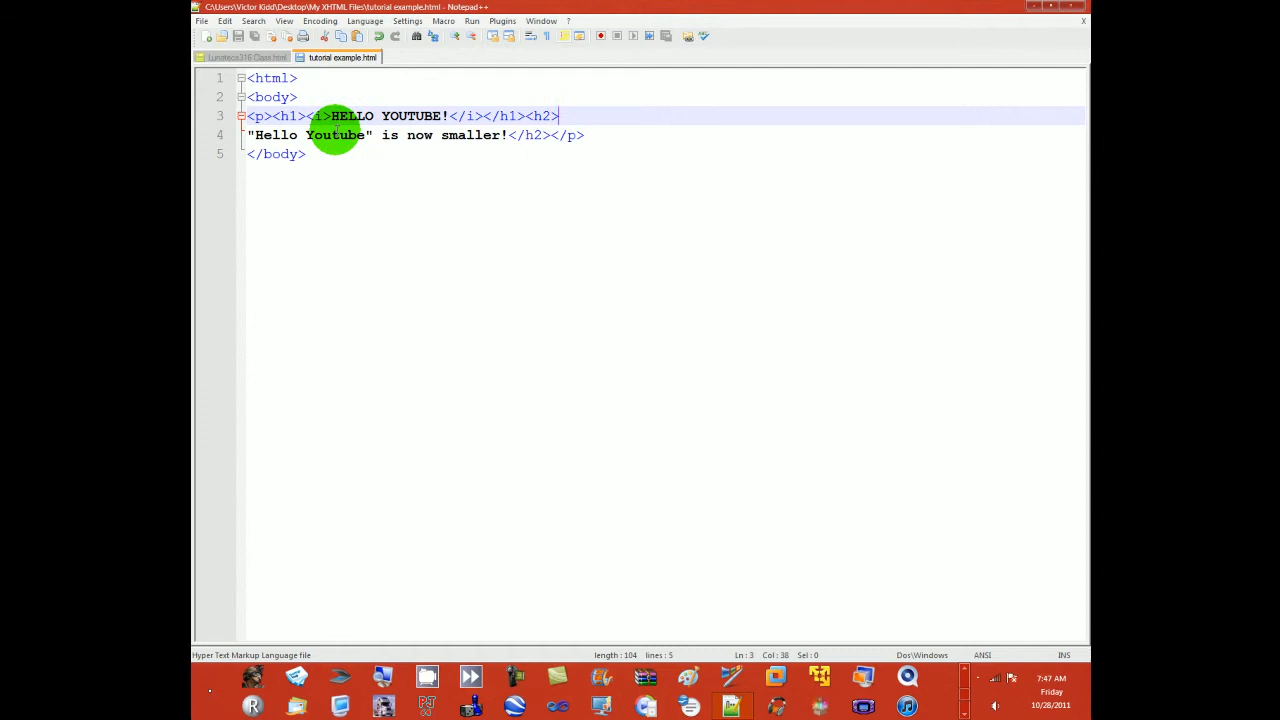 C:\Users\Victor Kidd\Desktop\My XHTML Files\tutorial example.html - Notepad++
File Edit Search View Encoding Language Settings Macro Run Plugins Window ? X
Lunoteca316 Claze.html tutorial example.html
1 <html>
2 <body>
3 <p><h1><i>HELLO YOUTUBE!</i></h1><h2>
4 "Hello Youtube" is now smaller!</h2></p>
5 </body>
Hyper Text Markup Language file length : 104 lines : 5 Ln : 3 Col : 38 Sel : 0 Dos\Windows ANSI INS
7:47 AM
Friday
10/28/2011